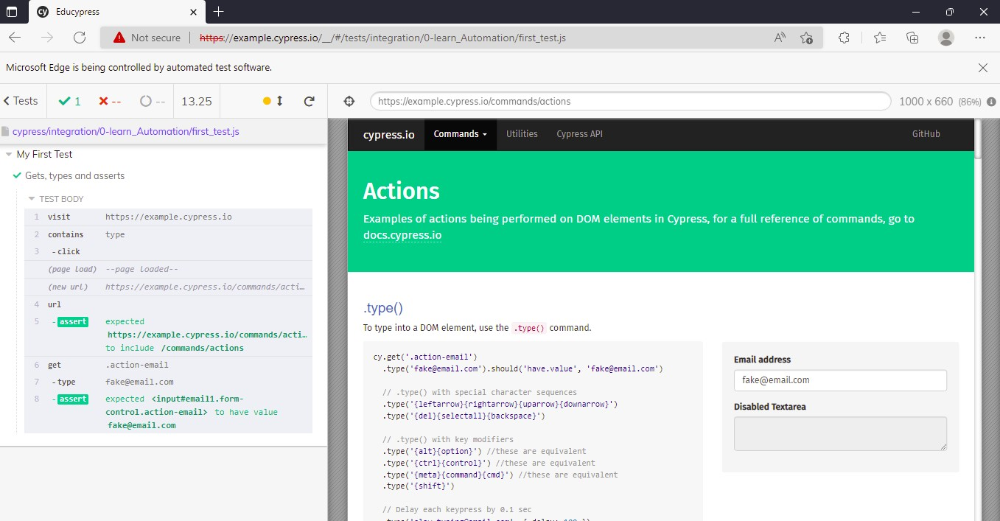 Educypress
Not secure https://example.cypress.io/__/#/tests/integration/0-learn_Automation/first_test.js
Microsoft Edge is being controlled by automated test software.
Tests 1 -- -- 13.25
https://example.cypress.io/commands/actions 1000 x 660 (86%)
cypress/integration/0-learn_Automation/first_test.js
My First Test
Gets, types and asserts
TEST BODY
1 visit https://example.cypress.io
2 contains type
3 -click
(page load) --page loaded--
(new url) https://example.cypress.io/commands/acti…
4 url
5 -assert expected
https://example.cypress.io/commands/acti…
to include /commands/actions
6 get .action-email
7 -type fake@email.com
8 -assert expected <input#email1.form-
control.action-email> to have value
fake@email.com
cypress.io Commands Utilities Cypress API GitHub
Actions
Examples of actions being performed on DOM elements in Cypress, for a full reference of commands, go to
docs.cypress.io
.type()
To type into a DOM element, use the .type() command.
cy.get('.action-email')
.type('fake@email.com').should('have.value', 'fake@email.com')
// .type() with special character sequences
.type('{leftarrow}{rightarrow}{uparrow}{downarrow}')
.type('{del}{selectall}{backspace}')
// .type() with key modifiers
.type('{alt}{option}') //these are equivalent
.type('{ctrl}{control}') //these are equivalent
.type('{meta}{command}{cmd}') //these are equivalent
.type('{shift}')
// Delay each keypress by 0.1 sec
Email address
fake@email.com
Disabled Textarea